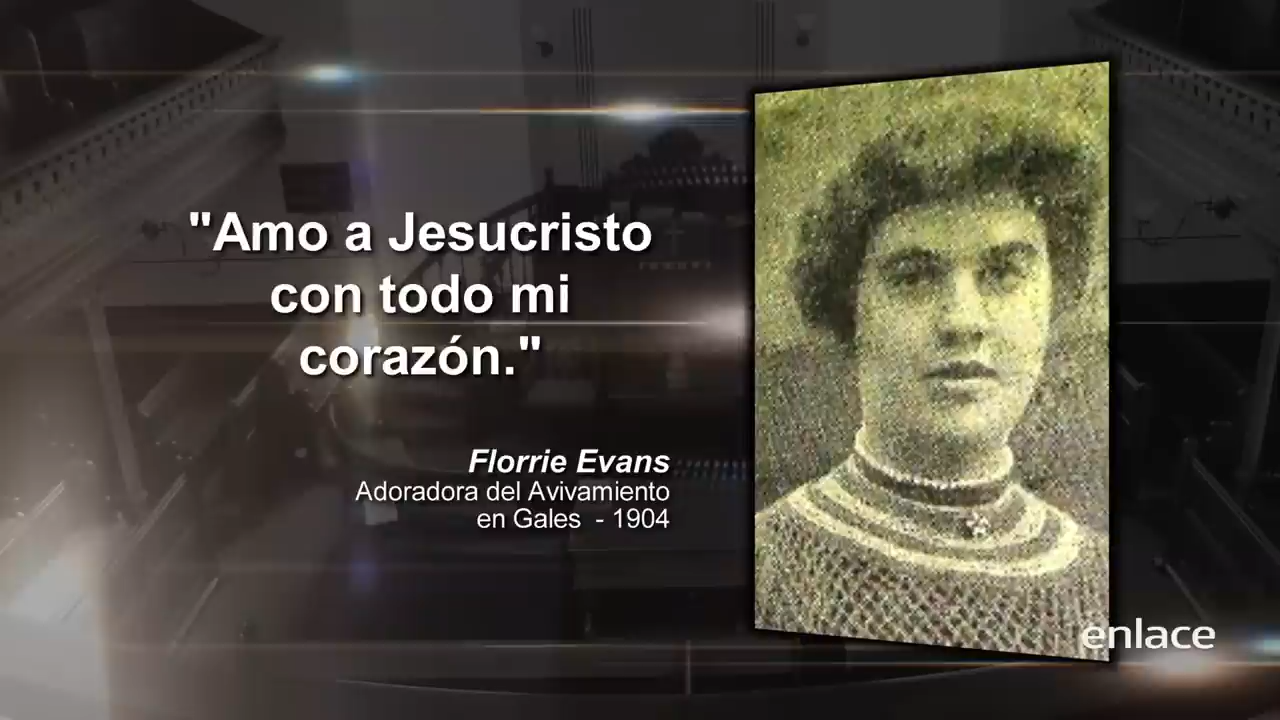 "Amo a Jesucristo
con todo mi
corazón."
Florrie Evans
Adoradora del Avivamiento
en Gales - 1904
enlace